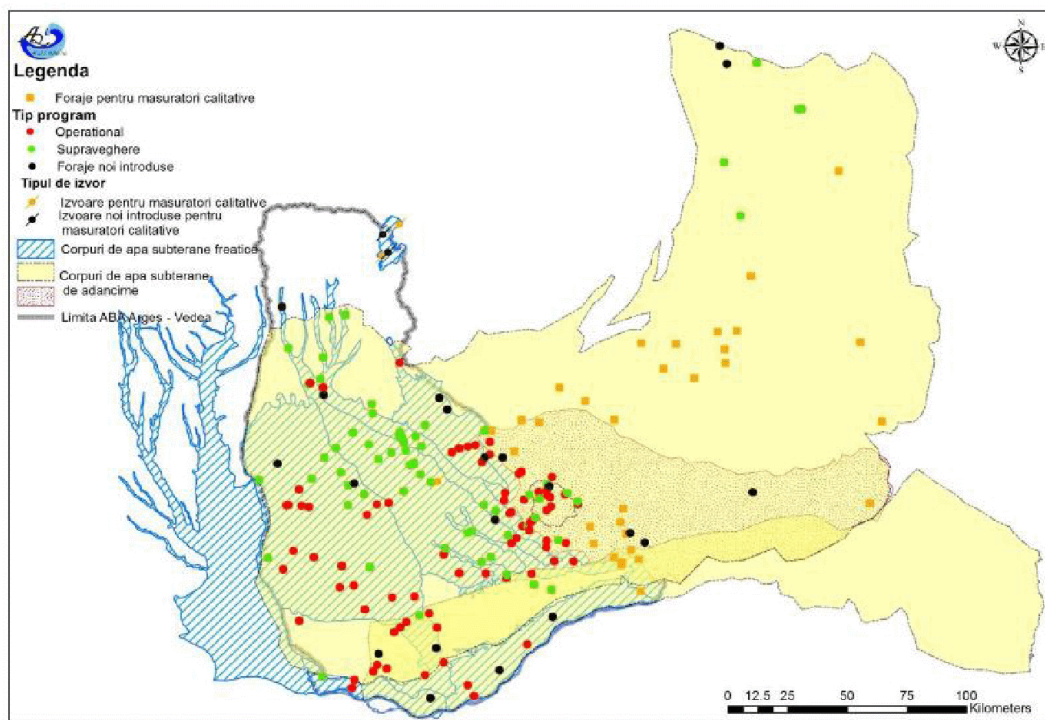 Legenda
Foraje pentru masuratori calitative
Tip program
Operational
Supraveghere
Foraje noi introduse
Tipul de izvor
Izvoare pentru masuratori calitative
Izvoare noi introduse pentru
masuratori calitative
Corpuri de apa subterane freatice
Corpuri de apa subterane
de adancime
Limita ABA Arges - Vedea
N
W E
S
0 12.5 25 50 75 100
Kilometers